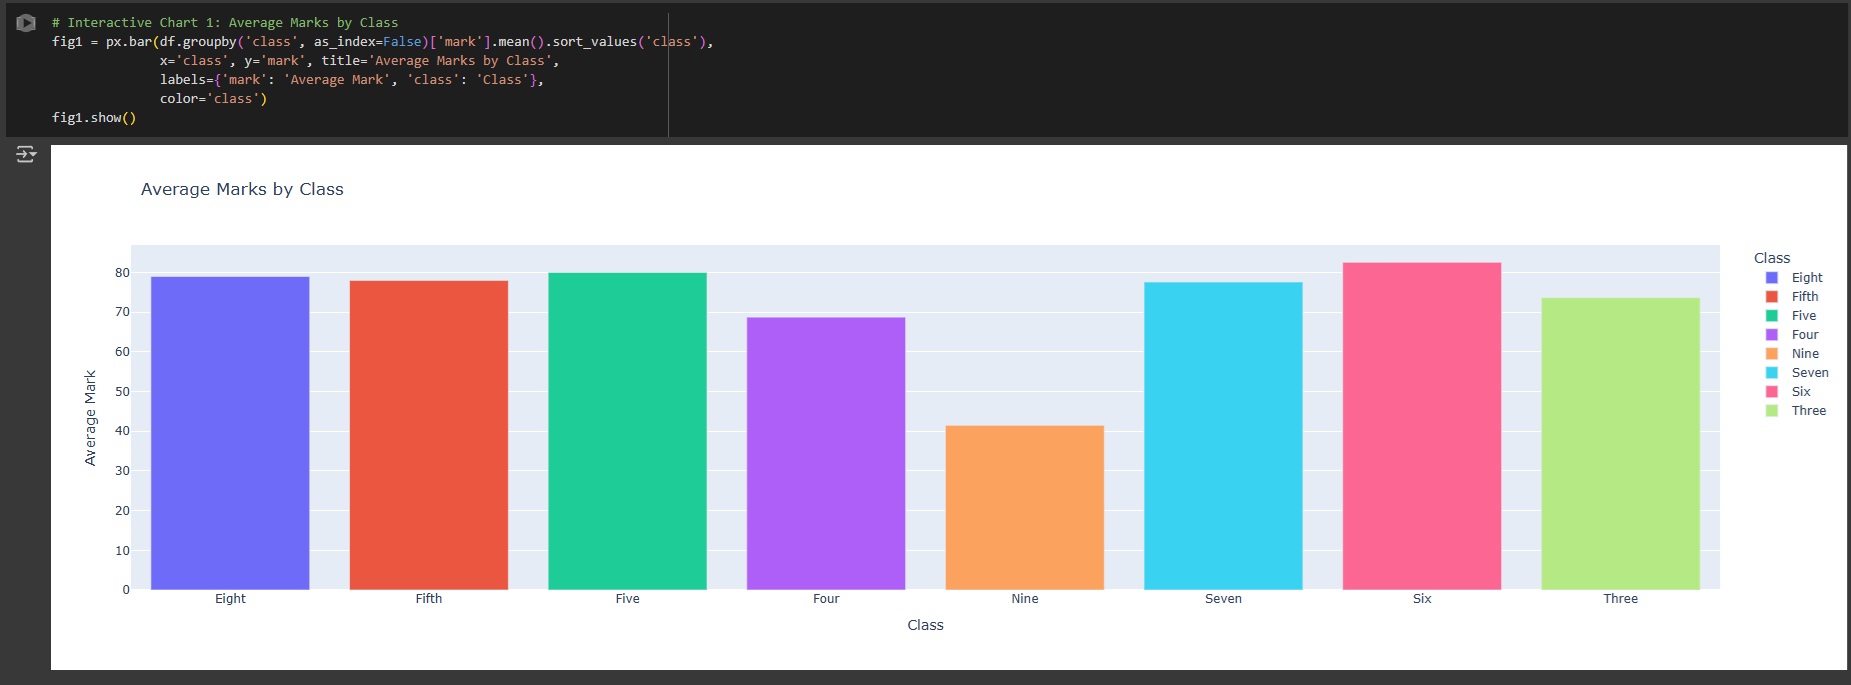 # Interactive Chart 1: Average Marks by Class
fig1 = px.bar(df.groupby('class', as_index=False)['mark'].mean().sort_values('class'),
x='class', y='mark', title='Average Marks by Class',
labels={'mark': 'Average Mark', 'class': 'Class'},
color='class')
fig1.show()
Average Marks by Class
Average Mark
80
70
60
50
40
30
20
10
0
Eight Fifth Five Four Nine Seven Six Three
Class
Class
Eight
Fifth
Five
Four
Nine
Seven
Six
Three